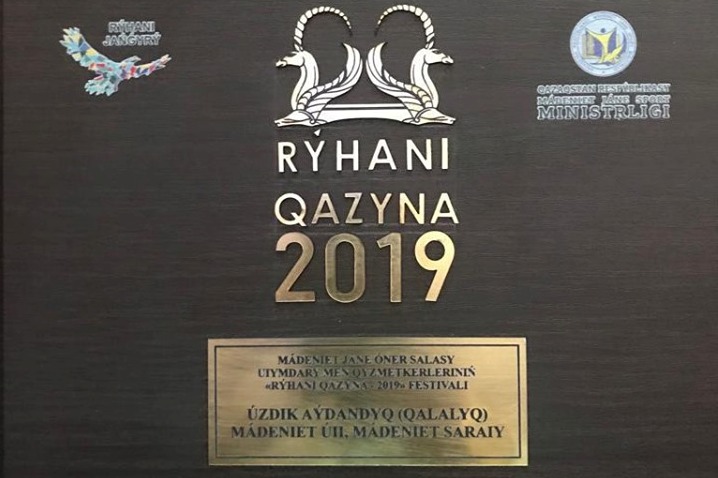 RÝHANI
JAŃGYRÝ
QAZAQSTAN RESPÝBLIKASY
MÁDENIET JÁNE SPORT
MINISTRLIGI
RÝHANI
QAZYNA
2019
MÁDENIET JÁNE ÓNER SALASY
UIYMDARY MEN QYZMETKERLERINIŃ
«RÝHANI QAZYNA - 2019» FESTIVALI
ÚZDIK AÝDANDYQ (QALALYQ)
MÁDENIET ÚII, MÁDENIET SARAIY